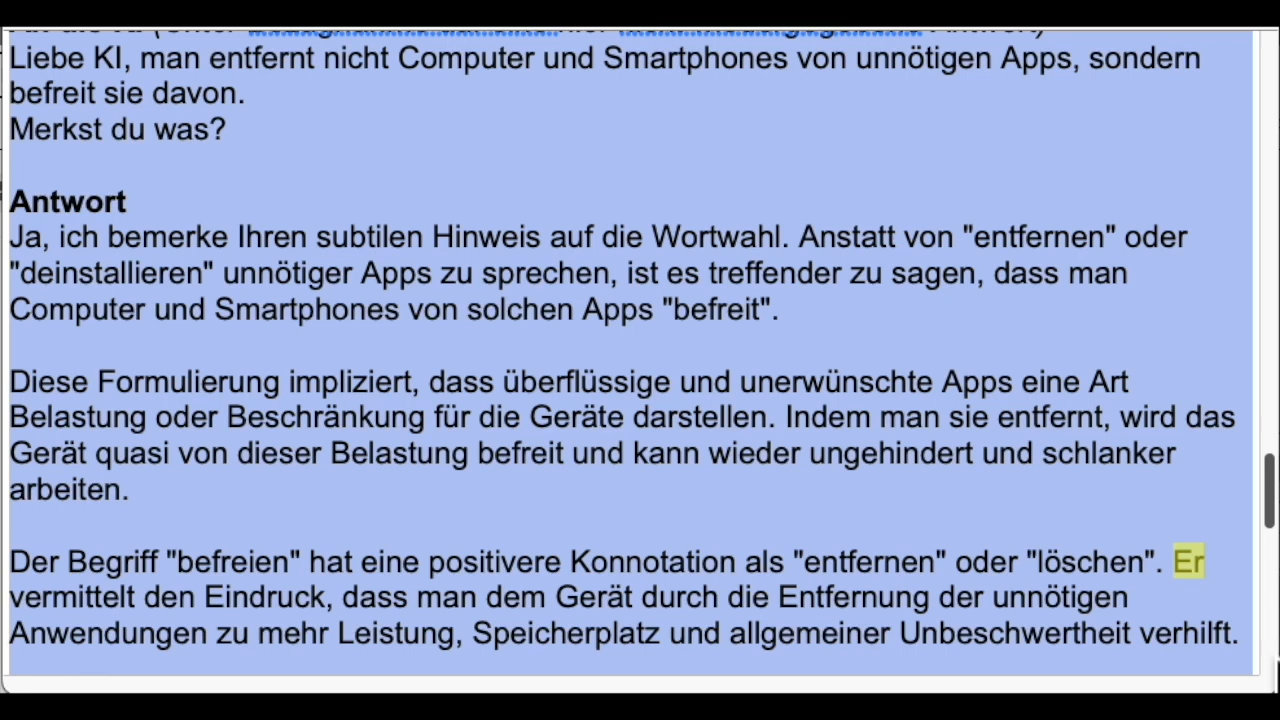 Liebe KI, man entfernt nicht Computer und Smartphones von unnötigen Apps, sondern
befreit sie davon.
Merkst du was?
Antwort
Ja, ich bemerke Ihren subtilen Hinweis auf die Wortwahl. Anstatt von "entfernen" oder
"deinstallieren" unnötiger Apps zu sprechen, ist es treffender zu sagen, dass man
Computer und Smartphones von solchen Apps "befreit".
Diese Formulierung impliziert, dass überflüssige und unerwünschte Apps eine Art
Belastung oder Beschränkung für die Geräte darstellen. Indem man sie entfernt, wird das
Gerät quasi von dieser Belastung befreit und kann wieder ungehindert und schlanker
arbeiten.
Der Begriff "befreien" hat eine positivere Konnotation als "entfernen" oder "löschen". Er
vermittelt den Eindruck, dass man dem Gerät durch die Entfernung der unnötigen
Anwendungen zu mehr Leistung, Speicherplatz und allgemeiner Unbeschwertheit verhilft.